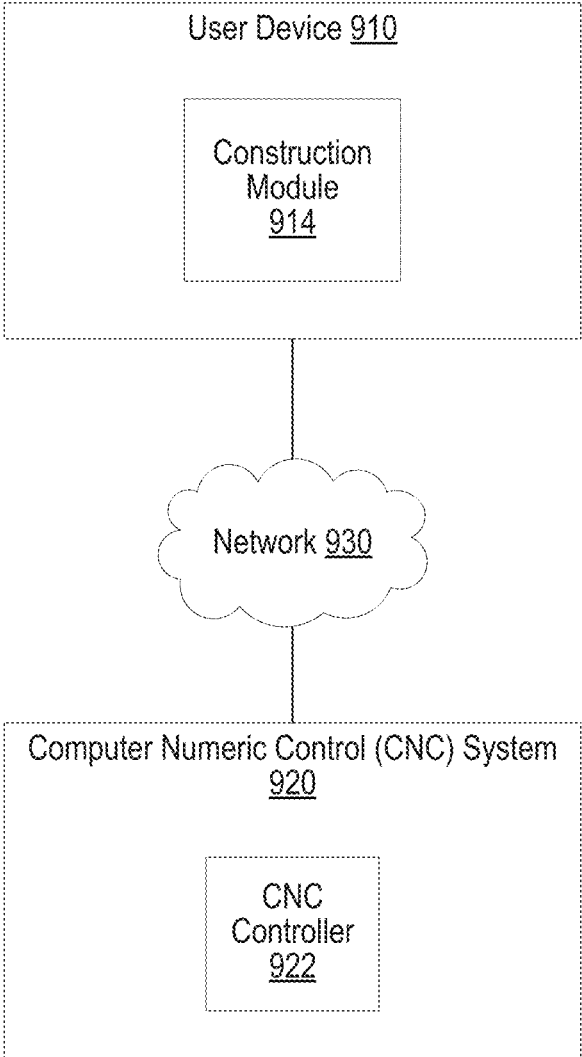 User Device 910
Construction
Module
914
Network 930
Computer Numeric Control (CNC) System
920
CNC
Controller
922